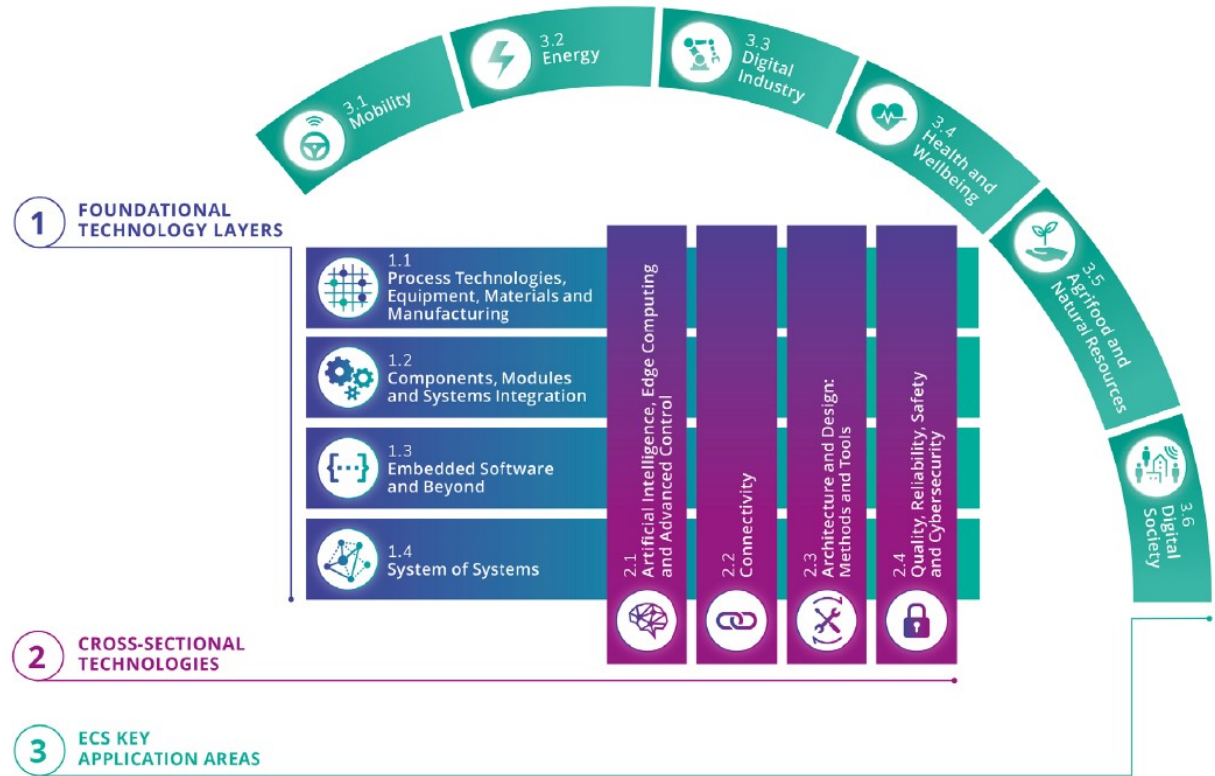 3.1
Mobility
3.2
Energy
3.3
Digital
Industry
3.4
Health and
Wellbeing
3.5
Agrifood and
Natural Resources
3.6
Digital
Society
1
FOUNDATIONAL
TECHNOLOGY LAYERS
1.1
Process Technologies,
Equipment, Materials and
Manufacturing
1.2
Components, Modules
and Systems Integration
1.3
Embedded Software
and Beyond
1.4
System of Systems
2.1
Artificial Intelligence, Edge Computing
and Advanced Control
2.2
Connectivity
2.3
Architecture and Design:
Methods and Tools
2.4
Quality, Reliability, Safety
and Cybersecurity
2
CROSS-SECTIONAL
TECHNOLOGIES
3
ECS KEY
APPLICATION AREAS